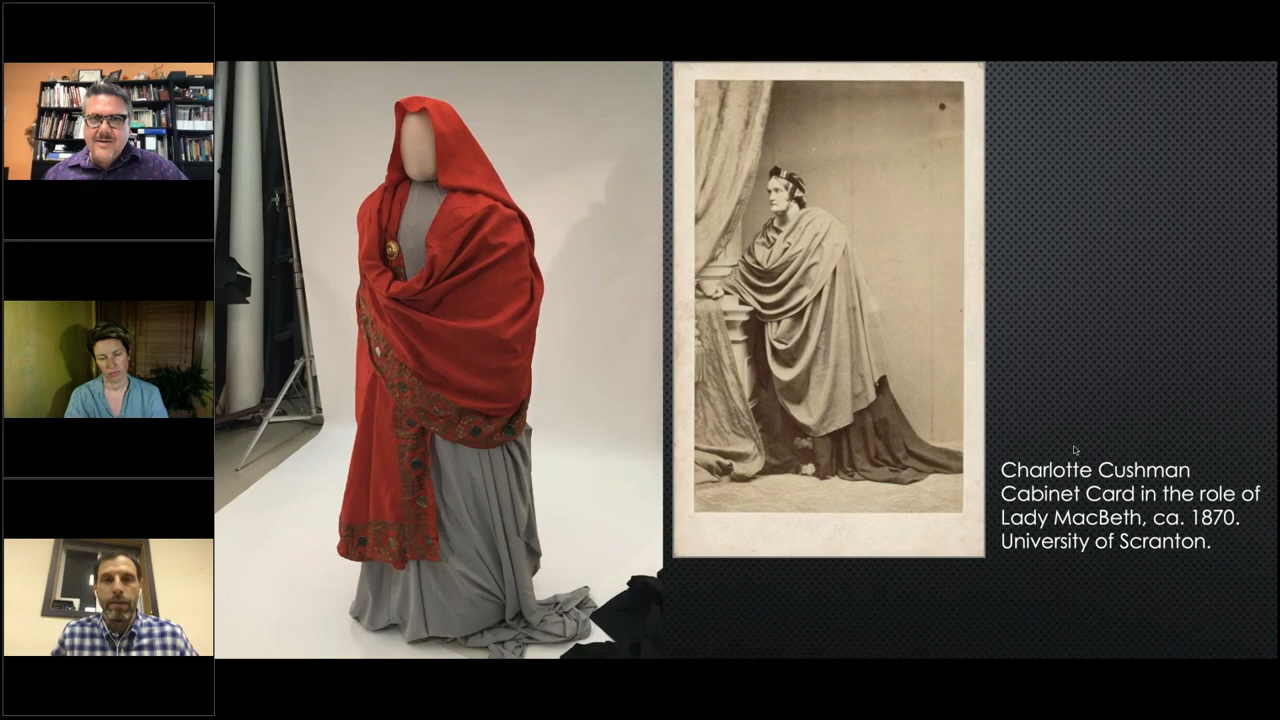 Charlotte Cushman
Cabinet Card in the role of
Lady MacBeth, ca. 1870.
University of Scranton.